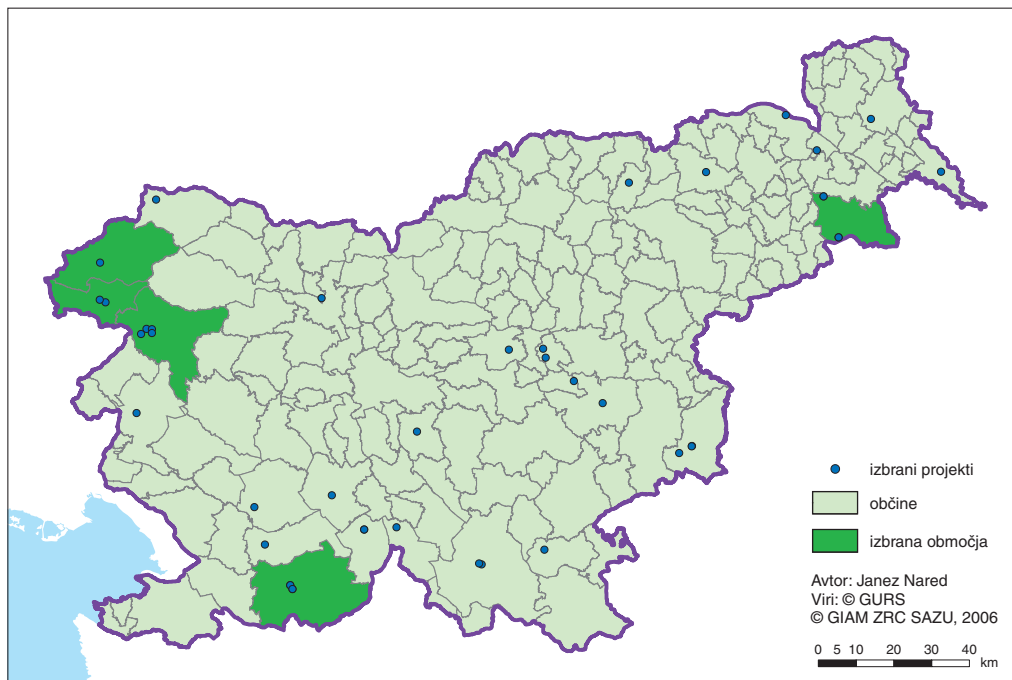 izbrani projekti
občine
izbrana območja
Avtor: Janez Nared
Viri: © GURS
© GIAM ZRC SAZU, 2006
0 5 10 20 30 40
km